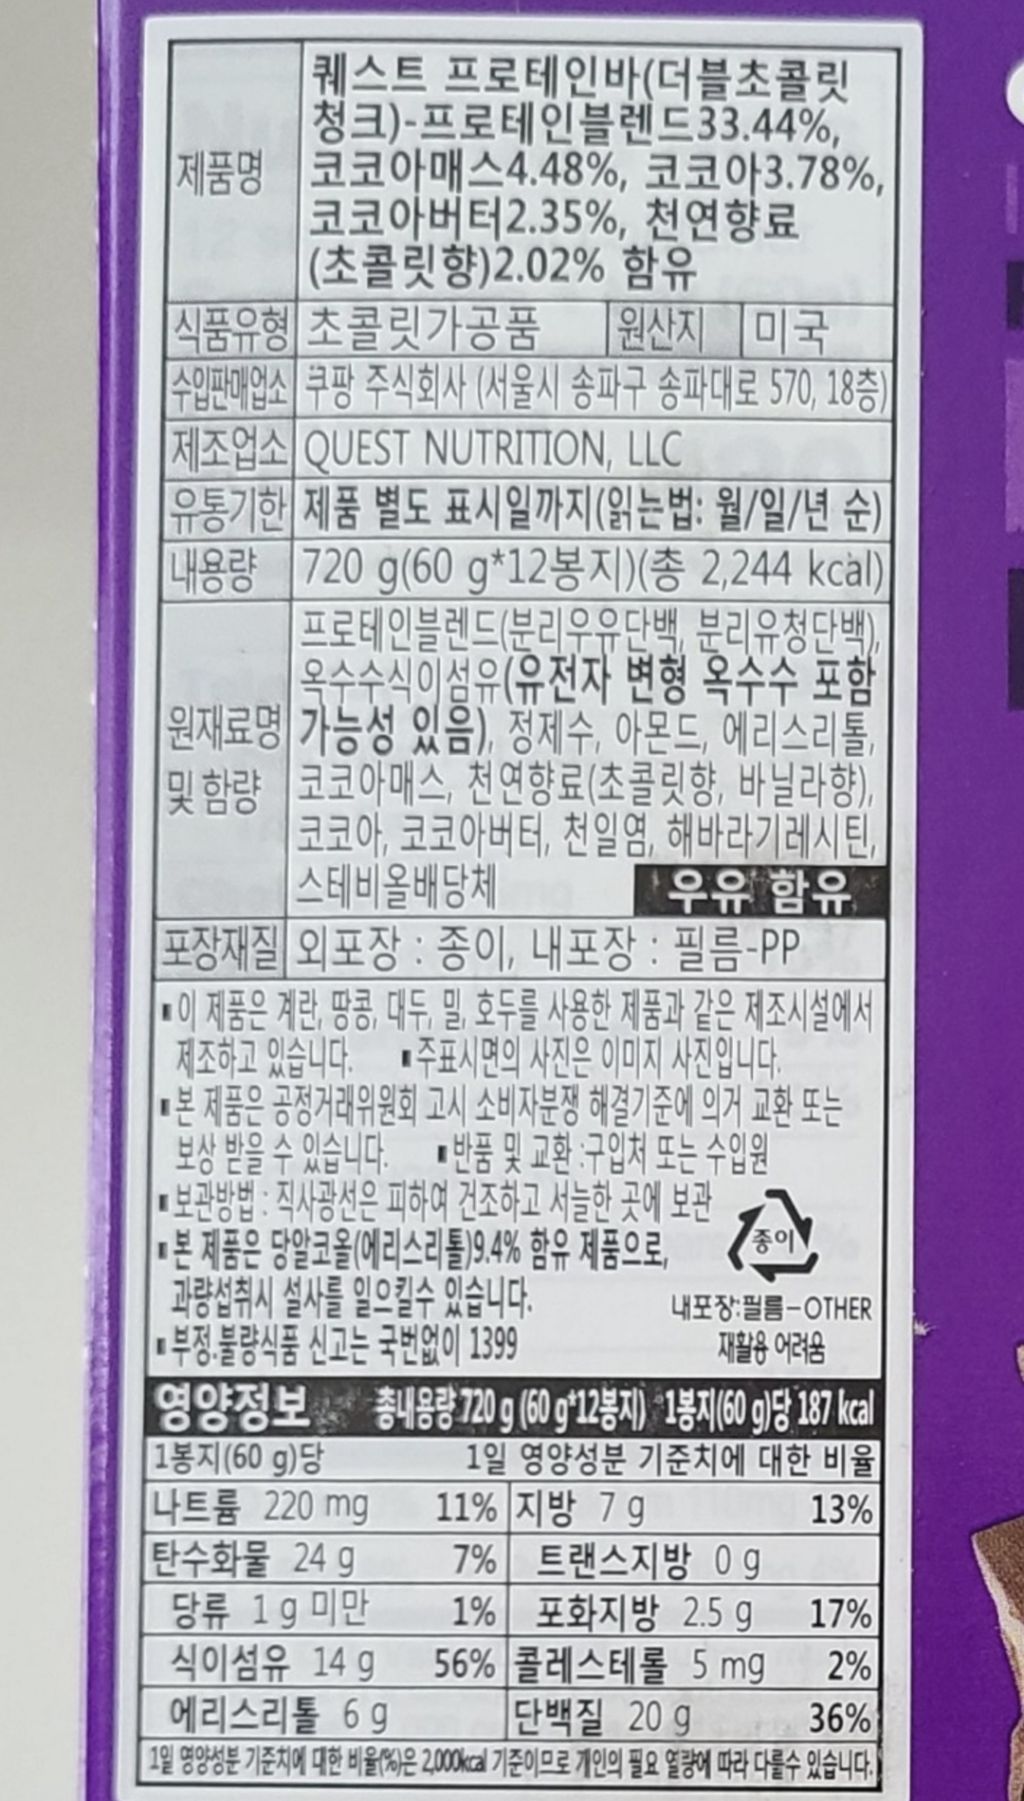 제품명
퀘스트 프로테인바(더블초콜릿
청크)-프로테인블렌드33.44%,
코코아매스4.48%, 코코아3.78%,
코코아버터2.35%, 천연향료
(초콜릿향)2.02% 함유
식품유형 초콜릿가공품 원산지 미국
수입판매업소 쿠팡 주식회사 (서울시 송파구 송파대로 570, 18층)
제조업소 QUEST NUTRITION, LLC
유통기한 제품 별도 표시일까지(읽는법: 월/일/년 순)
내용량 720 g(60 g*12봉지)(총 2,244 kcal)
원재료명
및 함량
프로테인블렌드(분리우유단백, 분리유청단백),
옥수수식이섬유(유전자 변형 옥수수 포함
가능성 있음), 정제수, 아몬드, 에리스리톨,
코코아매스, 천연향료(초콜릿향, 바닐라향),
코코아, 코코아버터, 천일염, 해바라기레시틴,
스테비올배당체 우유 함유
포장재질 외포장 : 종이, 내포장 : 필름-PP
▪이 제품은 계란, 땅콩, 대두, 밀, 호두를 사용한 제품과 같은 제조시설에서
제조하고 있습니다. ▪주표시면의 사진은 이미지 사진입니다.
▪본 제품은 공정거래위원회 고시 소비자분쟁 해결기준에 의거 교환 또는
보상 받을 수 있습니다. ▪반품 및 교환 :구입처 또는 수입원
▪보관방법 : 직사광선은 피하여 건조하고 서늘한 곳에 보관
▪본 제품은 당알코올(에리스리톨)9.4% 함유 제품으로,
과량섭취시 설사를 일으킬수 있습니다.
▪부정.불량식품 신고는 국번없이 1399
종이
내포장:필름-OTHER
재활용 어려움
영양정보 총내용량 720 g (60 g*12봉지) 1봉지(60 g)당 187 kcal
1봉지(60 g)당 1일 영양성분 기준치에 대한 비율
나트륨 220 mg 11% 지방 7 g 13%
탄수화물 24 g 7% 트랜스지방 0 g
당류 1 g 미만 1% 포화지방 2.5 g 17%
식이섬유 14 g 56% 콜레스테롤 5 mg 2%
에리스리톨 6 g 단백질 20 g 36%
1일 영양성분 기준치에 대한 비율(%)은 2,000kcal 기준이므로 개인의 필요 열량에 따라 다를수 있습니다.